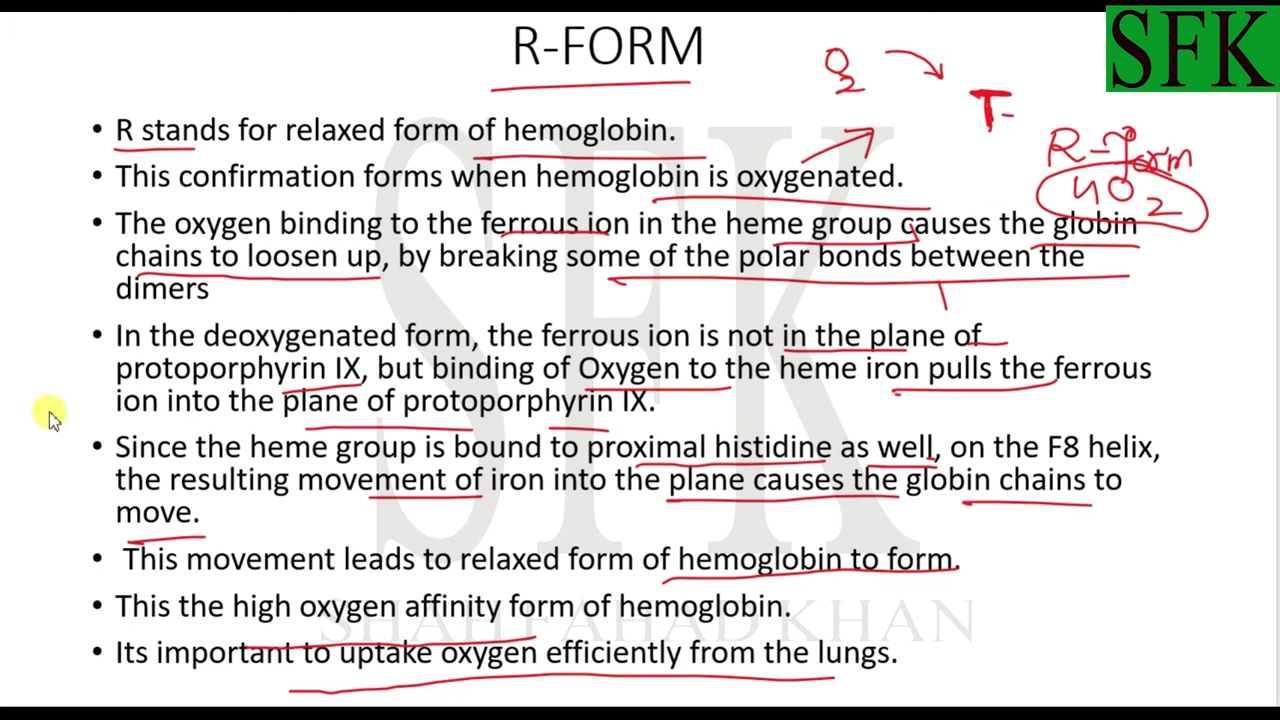 SFK
R-FORM
O2
T-
R-Form
4O2
• R stands for relaxed form of hemoglobin.
• This confirmation forms when hemoglobin is oxygenated.
• The oxygen binding to the ferrous ion in the heme group causes the globin
chains to loosen up, by breaking some of the polar bonds between the
dimers
• In the deoxygenated form, the ferrous ion is not in the plane of
protoporphyrin IX, but binding of Oxygen to the heme iron pulls the ferrous
ion into the plane of protoporphyrin IX.
• Since the heme group is bound to proximal histidine as well, on the F8 helix,
the resulting movement of iron into the plane causes the globin chains to
move.
• This movement leads to relaxed form of hemoglobin to form.
• This the high oxygen affinity form of hemoglobin.
• Its important to uptake oxygen efficiently from the lungs.
SFK
SHAH FAHAD KHAN